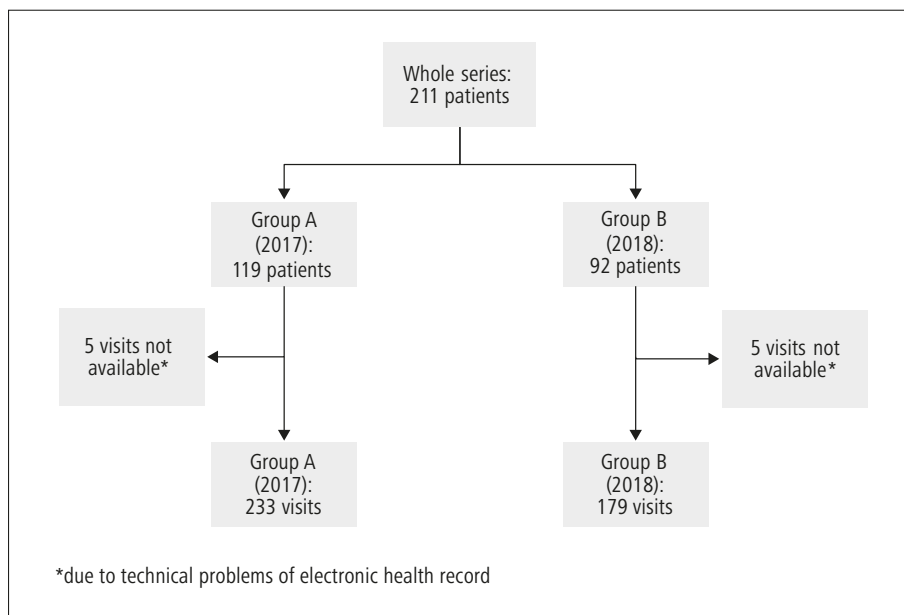 Whole series:
211 patients
Group A
(2017):
119 patients
Group B
(2018):
92 patients
5 visits not
available*
5 visits not
available*
Group A
(2017):
233 visits
Group B
(2018):
179 visits
*due to technical problems of electronic health record